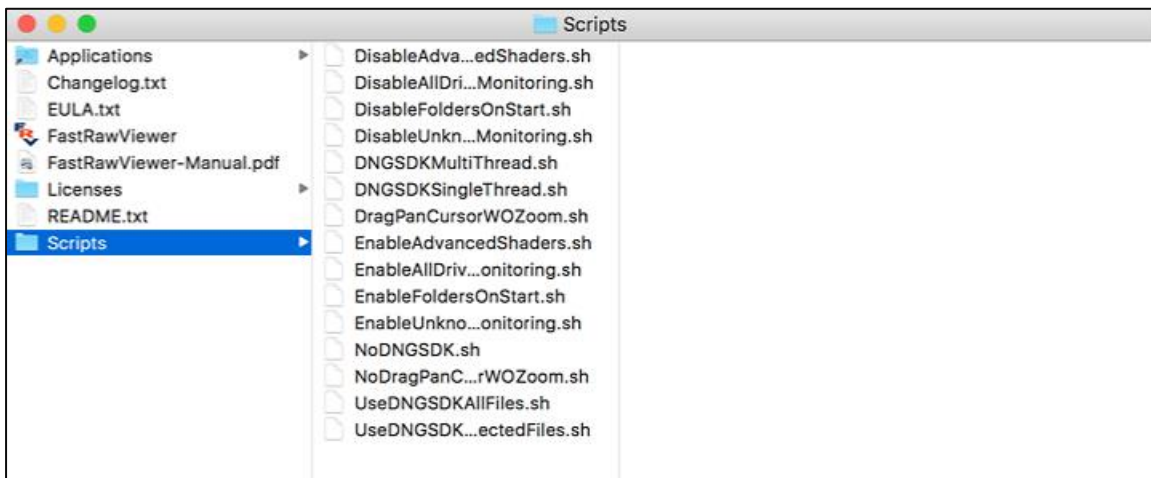 Scripts
Applications
Changelog.txt
EULA.txt
FastRawViewer
FastRawViewer-Manual.pdf
Licenses
README.txt
Scripts
DisableAdva...edShaders.sh
DisableAllDri...Monitoring.sh
DisableFoldersOnStart.sh
DisableUnkn...Monitoring.sh
DNGSDKMultiThread.sh
DNGSDKSingleThread.sh
DragPanCursorWOZoom.sh
EnableAdvancedShaders.sh
EnableAllDriv...onitoring.sh
EnableFoldersOnStart.sh
EnableUnkno...onitoring.sh
NoDNGSDK.sh
NoDragPanC...rWOZoom.sh
UseDNGSDKAllFiles.sh
UseDNGSDK...ectedFiles.sh